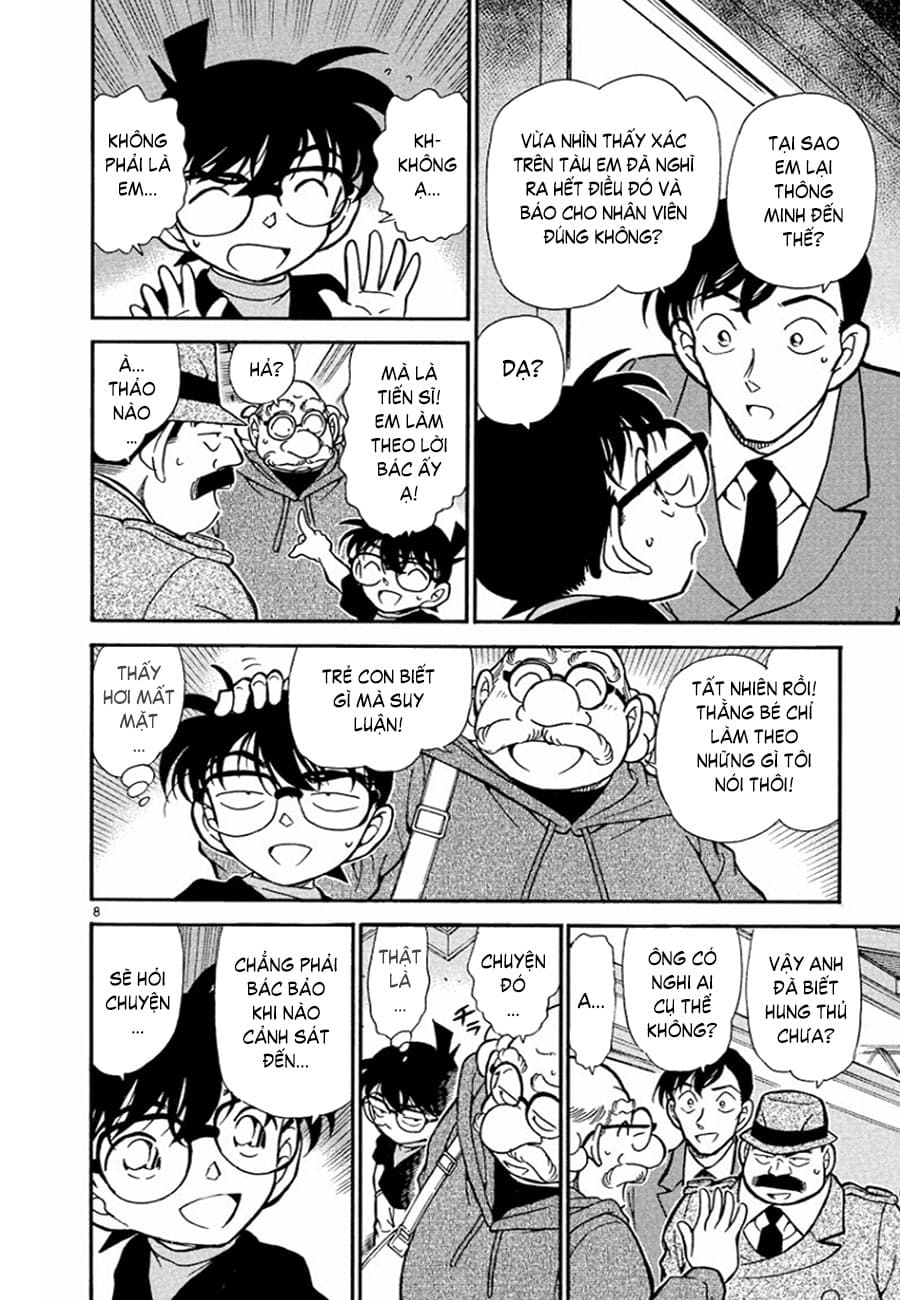 TẠI SAO
EM LẠI
THÔNG
MINH ĐẾN
THẾ?
VỪA NHÌN THẤY XÁC
TRÊN TÀU EM ĐÃ NGHĨ
RA HẾT ĐIỀU ĐÓ VÀ
BÁO CHO NHÂN VIÊN
ĐÚNG KHÔNG?
DẠ?
KH-
KHÔNG
Ạ...
KHÔNG
PHẢI LÀ
EM...
MÀ LÀ
TIẾN SĨ!
EM LÀM
THEO LỜI
BÁC ẤY
Ạ!
HẢ?
À...
THẢO
NÀO
...
TẤT NHIÊN RỒI!
THẰNG BÉ CHỈ
LÀM THEO
NHỮNG GÌ TÔI
NÓI THÔI!
TRẺ CON BIẾT
GÌ MÀ SUY
LUẬN!
THẤY
HƠI MẤT
MẶT
...
8
VẬY ANH
ĐÃ BIẾT
HUNG THỦ
CHƯA?
ÔNG CÓ
NGHI AI
CỤ THỂ
KHÔNG?
A...
CHUYỆN
ĐÓ
...
THẬT
LÀ
...
チラ
CHẲNG PHẢI
BÁC BẢO
KHI NÀO
CẢNH SÁT
ĐẾN...
SẼ HỎI
CHUYỆN
...